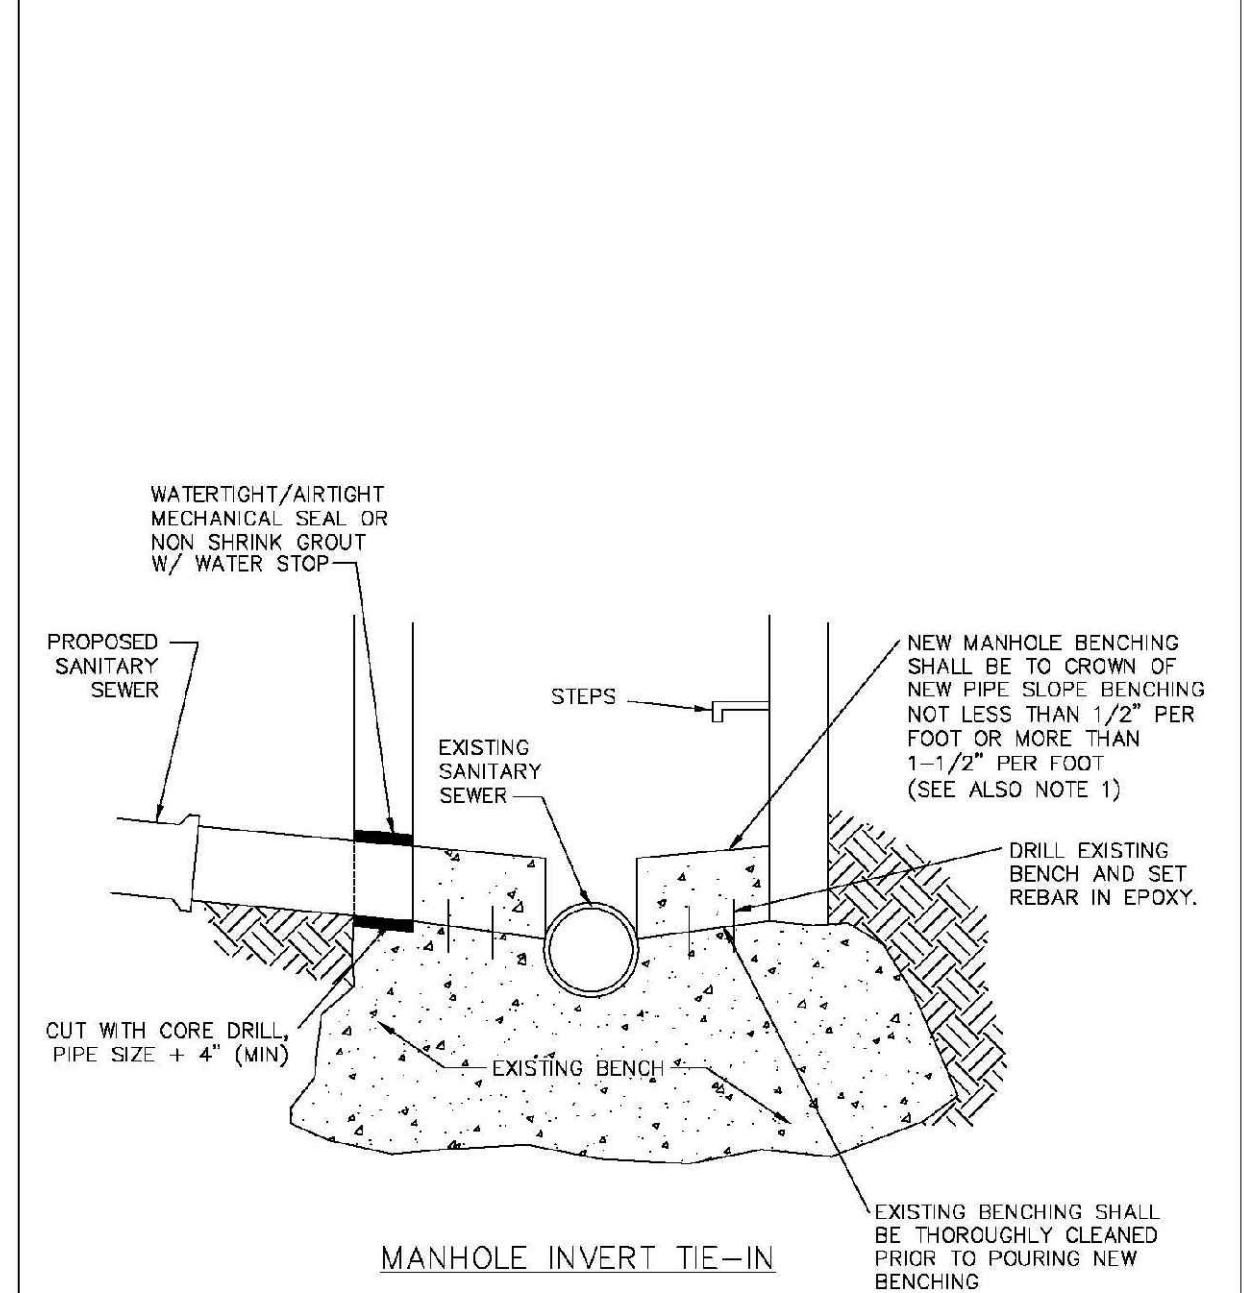 WATERTIGHT/AIRTIGHT
MECHANICAL SEAL OR
NON SHRINK GROUT
W/ WATER STOP
PROPOSED
SANITARY
SEWER
STEPS
EXISTING
SANITARY
SEWER
NEW MANHOLE BENCHING
SHALL BE TO CROWN OF
NEW PIPE SLOPE BENCHING
NOT LESS THAN 1/2" PER
FOOT OR MORE THAN
1-1/2" PER FOOT
(SEE ALSO NOTE 1)
DRILL EXISTING
BENCH AND SET
REBAR IN EPOXY.
CUT WITH CORE DRILL,
PIPE SIZE + 4" (MIN)
EXISTING BENCH
EXISTING BENCHING SHALL
BE THOROUGHLY CLEANED
PRIOR TO POURING NEW
BENCHING
MANHOLE INVERT TIE-IN